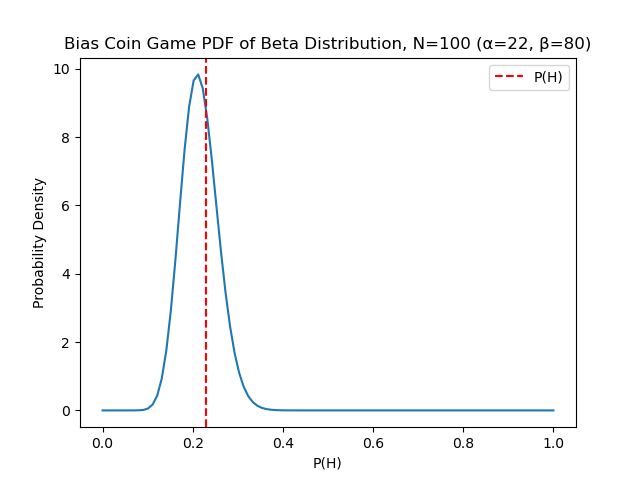 Bias Coin Game PDF of Beta Distribution, N=100 (α=22, β=80)
P(H)
Probability Density
10
8
6
4
2
0
0.0 0.2 0.4 0.6 0.8 1.0
P(H)